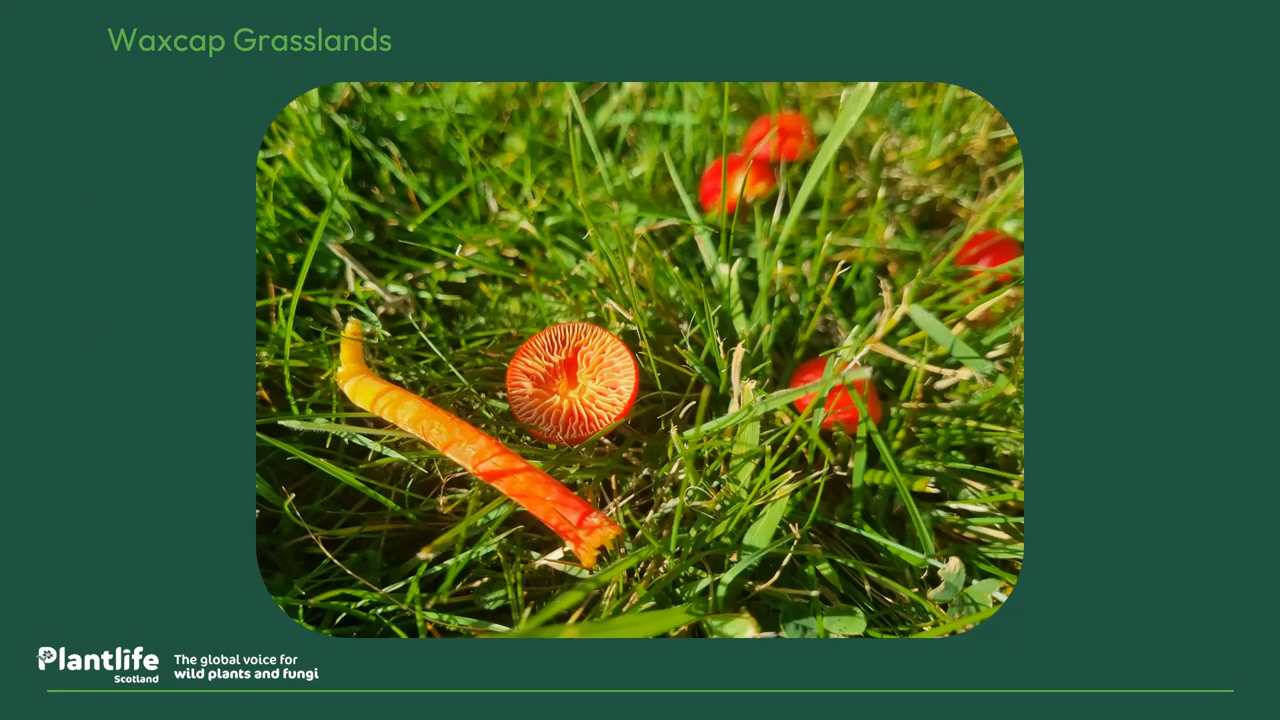 Waxcap Grasslands
Plantlife
Scotland
The global voice for
wild plants and fungi